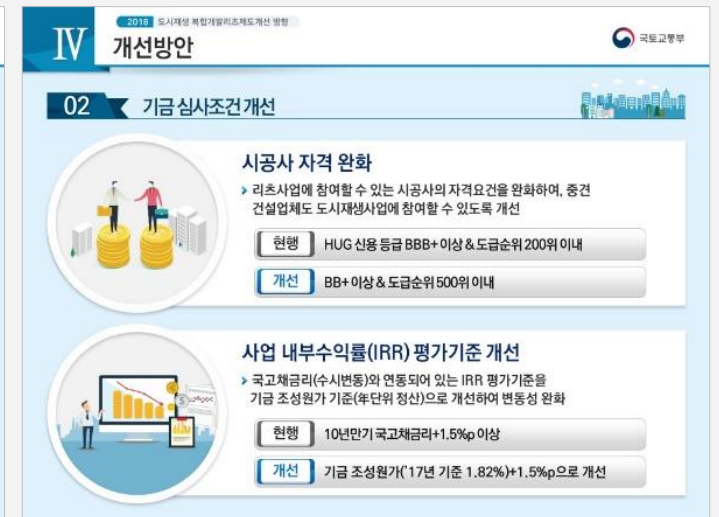 2018 도시재생 복합개발리츠제도개선 방향
Ⅳ 개선방안
국토교통부
02 기금 심사조건 개선
시공사 자격 완화
리츠사업에 참여할 수 있는 시공사의 자격요건을 완화하여, 중견
건설업체도 도시재생사업에 참여할 수 있도록 개선
현행 HUG 신용 등급 BBB+ 이상 & 도급순위 200위 이내
개선 BB+ 이상 & 도급순위 500위 이내
사업 내부수익률(IRR) 평가기준 개선
국고채금리(수시변동)와 연동되어 있는 IRR 평가기준을
기금 조성원가 기준(年단위 정산)으로 개선하여 변동성 완화
현행 10년만기 국고채금리+1.5%p 이상
개선 기금 조성원가(`17년 기준 1.82%)+1.5%p으로 개선